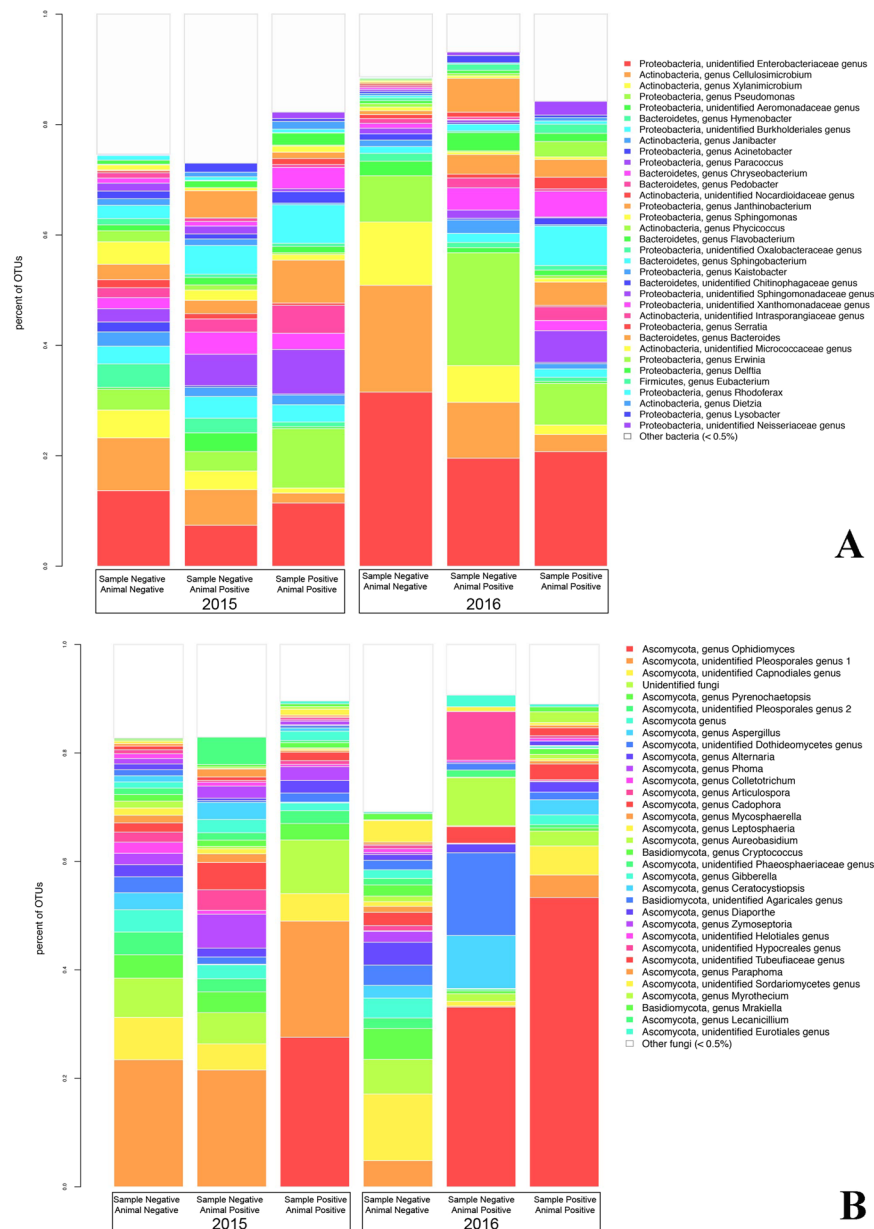 1.0
0.8
0.6
0.4
0.2
0.0
percent of OTUs
Proteobacteria, unidentified Enterobacteriaceae genus
Actinobacteria, genus Cellulosimicrobium
Actinobacteria, genus Xylanimicrobium
Proteobacteria, genus Pseudomonas
Proteobacteria, unidentified Aeromonadaceae genus
Bacteroidetes, genus Hymenobacter
Proteobacteria, unidentified Burkholderiales genus
Actinobacteria, genus Janibacter
Proteobacteria, genus Acinetobacter
Proteobacteria, genus Paracoccus
Bacteroidetes, genus Chryseobacterium
Bacteroidetes, genus Pedobacter
Actinobacteria, unidentified Nocardioidaceae genus
Proteobacteria, genus Janthinobacterium
Proteobacteria, genus Sphingomonas
Actinobacteria, genus Phycicoccus
Bacteroidetes, genus Flavobacterium
Proteobacteria, unidentified Oxalobacteraceae genus
Bacteroidetes, genus Sphingobacterium
Proteobacteria, genus Kaistobacter
Bacteroidetes, unidentified Chitinophagaceae genus
Proteobacteria, unidentified Sphingomonadaceae genus
Proteobacteria, unidentified Xanthomonadaceae genus
Actinobacteria, unidentified Intrasporangiaceae genus
Proteobacteria, genus Serratia
Bacteroidetes, genus Bacteroides
Actinobacteria, unidentified Micrococcaceae genus
Proteobacteria, genus Erwinia
Proteobacteria, genus Delftia
Firmicutes, genus Eubacterium
Proteobacteria, genus Rhodoferax
Actinobacteria, genus Dietzia
Proteobacteria, genus Lysobacter
Proteobacteria, unidentified Neisseriaceae genus
Other bacteria (< 0.5%)
A
Sample Negative Sample Negative Sample Positive Sample Negative Sample Negative Sample Positive
Animal Negative Animal Positive Animal Positive Animal Negative Animal Positive Animal Positive
2015 2016
1.0
0.8
0.6
0.4
0.2
0.0
percent of OTUs
Ascomycota, genus Ophidiomyces
Ascomycota, unidentified Pleosporales genus 1
Ascomycota, unidentified Capnodiales genus
Unidentified fungi
Ascomycota, genus Pyrenochaetopsis
Ascomycota, unidentified Pleosporales genus 2
Ascomycota genus
Ascomycota, genus Aspergillus
Ascomycota, unidentified Dothideomycetes genus
Ascomycota, genus Alternaria
Ascomycota, genus Phoma
Ascomycota, genus Colletotrichum
Ascomycota, genus Articulospora
Ascomycota, genus Cadophora
Ascomycota, genus Mycosphaerella
Ascomycota, genus Leptosphaeria
Ascomycota, genus Aureobasidium
Basidiomycota, genus Cryptococcus
Ascomycota, unidentified Phaeosphaeriaceae genus
Ascomycota, genus Gibberella
Ascomycota, genus Ceratocystiopsis
Basidiomycota, unidentified Agaricales genus
Ascomycota, genus Diaporthe
Ascomycota, genus Zymoseptoria
Ascomycota, unidentified Helotiales genus
Ascomycota, unidentified Hypocreales genus
Ascomycota, unidentified Tubeufiaceae genus
Ascomycota, genus Paraphoma
Ascomycota, unidentified Sordariomycetes genus
Ascomycota, genus Myrothecium
Basidiomycota, genus Mrakiella
Ascomycota, genus Lecanicillium
Ascomycota, unidentified Eurotiales genus
Other fungi (< 0.5%)
B
Sample Negative Sample Negative Sample Positive Sample Negative Sample Negative Sample Positive
Animal Negative Animal Positive Animal Positive Animal Negative Animal Positive Animal Positive
2015 2016